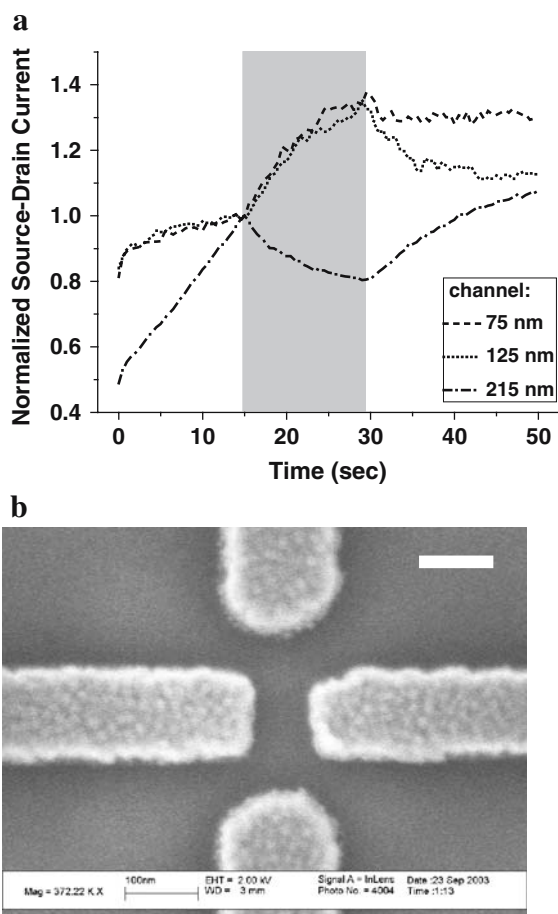 a
Normalized Source-Drain Current
1.4
1.2
1.0
0.8
0.6
0.4
0 10 20 30 40 50
Time (sec)
channel:
75 nm
125 nm
215 nm
b
Mag = 372.22 K X
100nm
EHT = 2.00 kV
WD = 3 mm
Signal A = InLens
Photo No. = 4004
Date :23 Sep 2003
Time :1:13